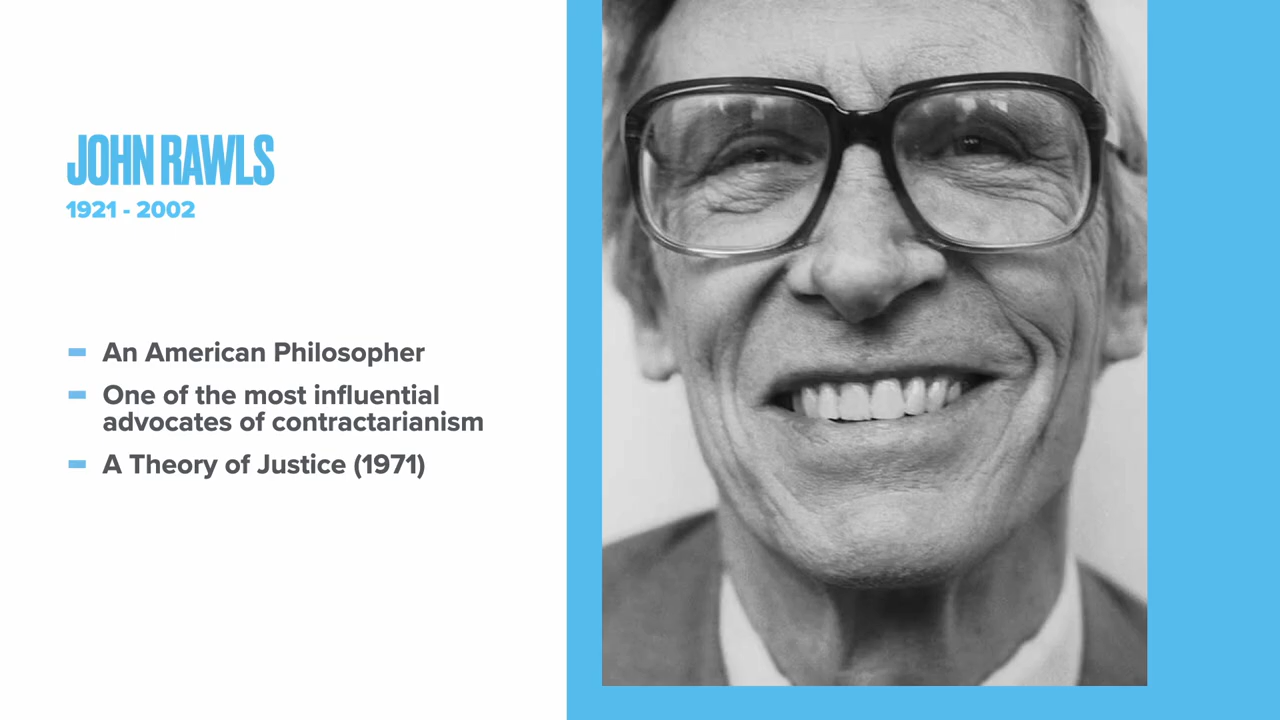 JOHN RAWLS
1921 - 2002
An American Philosopher
One of the most influential
advocates of contractarianism
A Theory of Justice (1971)